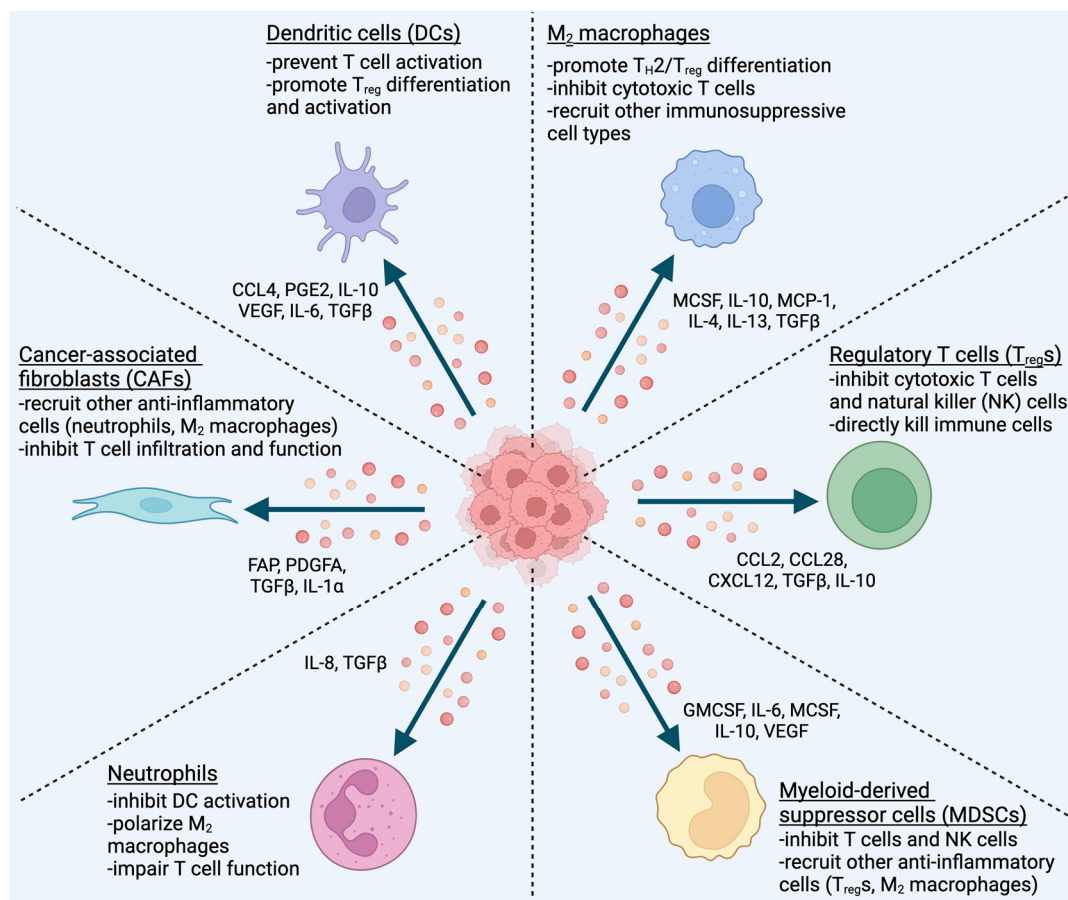 Dendritic cells (DCs)
-prevent T cell activation
-promote Treg differentiation
and activation
M2 macrophages
-promote TH2/Treg differentiation
-inhibit cytotoxic T cells
-recruit other immunosuppressive
cell types
CCL4, PGE2, IL-10
VEGF, IL-6, TGFβ
MCSF, IL-10, MCP-1,
IL-4, IL-13, TGFβ
Cancer-associated
fibroblasts (CAFs)
-recruit other anti-inflammatory
cells (neutrophils, M2 macrophages)
-inhibit T cell infiltration and function
Regulatory T cells (Tregs)
-inhibit cytotoxic T cells
and natural killer (NK) cells
-directly kill immune cells
FAP, PDGFA,
TGFβ, IL-1α
CCL2, CCL28,
CXCL12, TGFβ, IL-10
IL-8, TGFβ
GMCSF, IL-6, MCSF,
IL-10, VEGF
Neutrophils
-inhibit DC activation
-polarize M2
macrophages
-impair T cell function
Myeloid-derived
suppressor cells (MDSCs)
-inhibit T cells and NK cells
-recruit other anti-inflammatory
cells (Tregs, M2 macrophages)